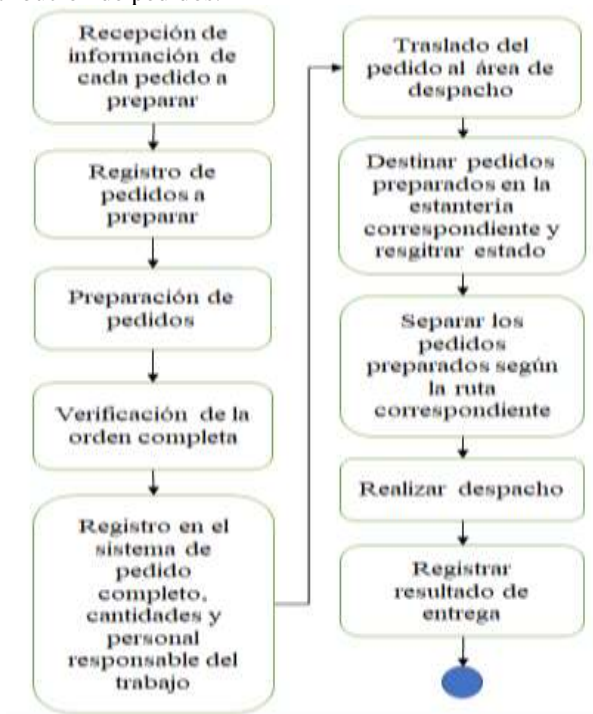 Recepción de
información de
cada pedido a
preparar
Registro de
pedidos a
preparar
Preparación de
pedidos
Verificación de la
orden completa
Registro en el
sistema de
pedido
completo,
cantidades y
personal
responsable del
trabajo
Traslado del
pedido al área de
despacho
Destinar pedidos
preparados en la
estantería
correspondiente y
resgitrar estado
Separar los
pedidos
preparados según
la ruta
correspondiente
Realizar despacho
Registrar
resultado de
entrega